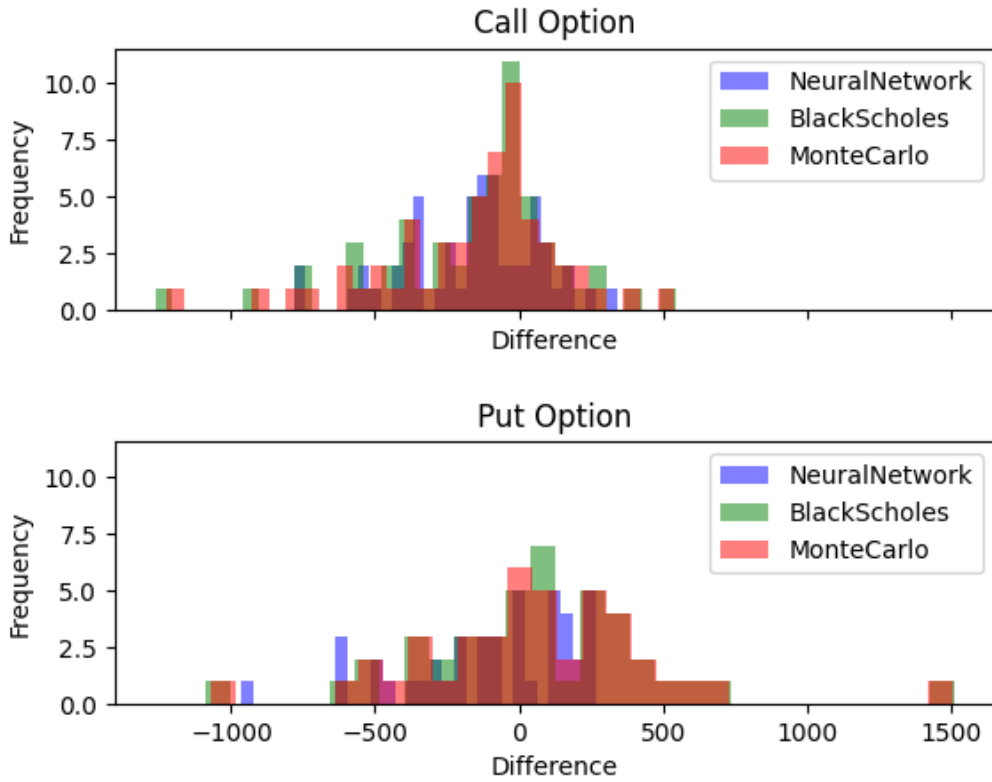 Call Option
Frequency
10.0
7.5
5.0
2.5
0.0
NeuralNetwork
BlackScholes
MonteCarlo
Difference
Put Option
Frequency
10.0
7.5
5.0
2.5
0.0
NeuralNetwork
BlackScholes
MonteCarlo
−1000 −500 0 500 1000 1500
Difference